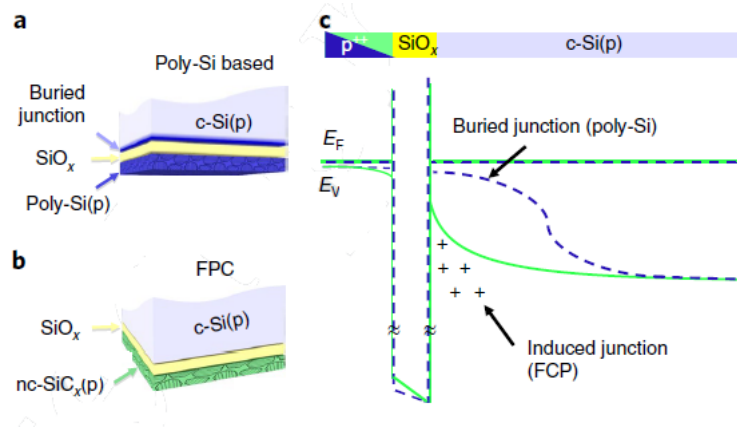 a
Poly-Si based
Buried
junction
c-Si(p)
SiOx
Poly-Si(p)
b
FPC
SiOx
c-Si(p)
nc-SiCx(p)
c
p++
SiOx
c-Si(p)
EF
EV
Buried junction (poly-Si)
+
+ +
+ +
≈ ≈
Induced junction
(FCP)